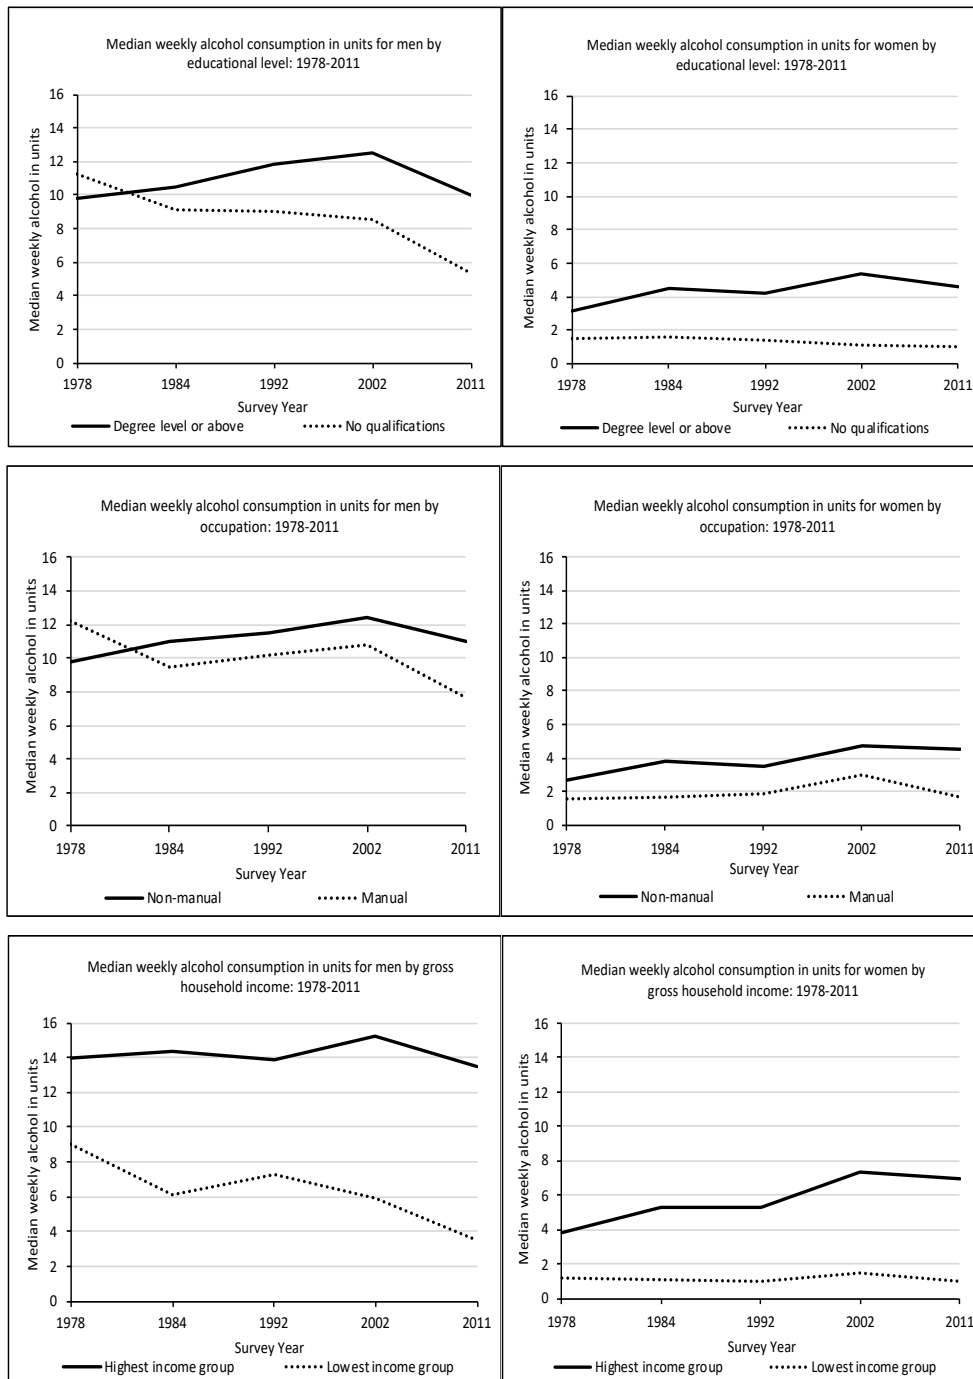 Median weekly alcohol consumption in units for men by
educational level: 1978-2011
Median weekly alcohol in units
16
14
12
10
8
6
4
2
0
1978 1984 1992 2002 2011
Survey Year
Degree level or above No qualifications
Median weekly alcohol consumption in units for women by
educational level: 1978-2011
Median weekly alcohol in units
16
14
12
10
8
6
4
2
0
1978 1984 1992 2002 2011
Survey Year
Degree level or above No qualifications
Median weekly alcohol consumption in units for men by
occupation: 1978-2011
Median weekly alcohol in units
16
14
12
10
8
6
4
2
0
1978 1984 1992 2002 2011
Survey Year
Non-manual Manual
Median weekly alcohol consumption in units for women by
occupation: 1978-2011
Median weekly alcohol in units
16
14
12
10
8
6
4
2
0
1978 1984 1992 2002 2011
Survey Year
Non-manual Manual
Median weekly alcohol consumption in units for men by gross
household income: 1978-2011
Median weekly alcohol in units
16
14
12
10
8
6
4
2
0
1978 1984 1992 2002 2011
Survey Year
Highest income group Lowest income group
Median weekly alcohol consumption in units for women by
gross household income: 1978-2011
Median weekly alcohol in units
16
14
12
10
8
6
4
2
0
1978 1984 1992 2002 2011
Survey Year
Highest income group Lowest income group